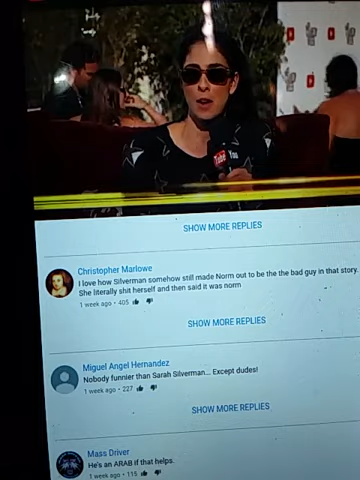 You
Tube
SHOW MORE REPLIES
Christopher Marlowe
I love how Silverman somehow still made Norm out to be the the bad guy in that story.
She literally shit herself and then said it was norm
1 week ago • 405
SHOW MORE REPLIES
Miguel Angel Hernandez
Nobody funnier than Sarah Silverman... Except dudes!
1 week ago • 227
SHOW MORE REPLIES
Mass Driver
He's an ARAB if that helps.
1 week ago • 115